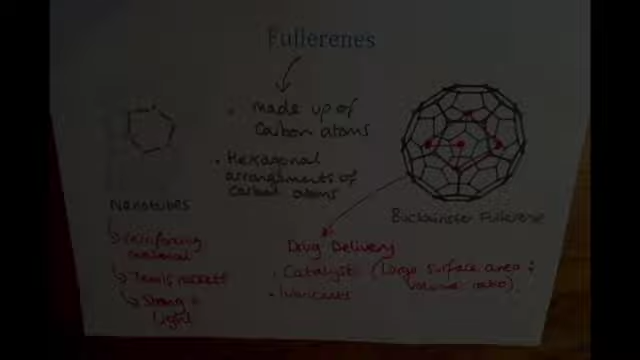 Fullerenes
• made up of
Carbon atoms
• Hexagonal
arrangements of
Carbon atoms
Nanotubes
↳ reinforcing
material
↳ Tennis rackets
↳ Strong +
Light
Buckminster Fullerene
Drug Delivery
• Catalyst (Large surface area :
volume ratio)
• lubricants